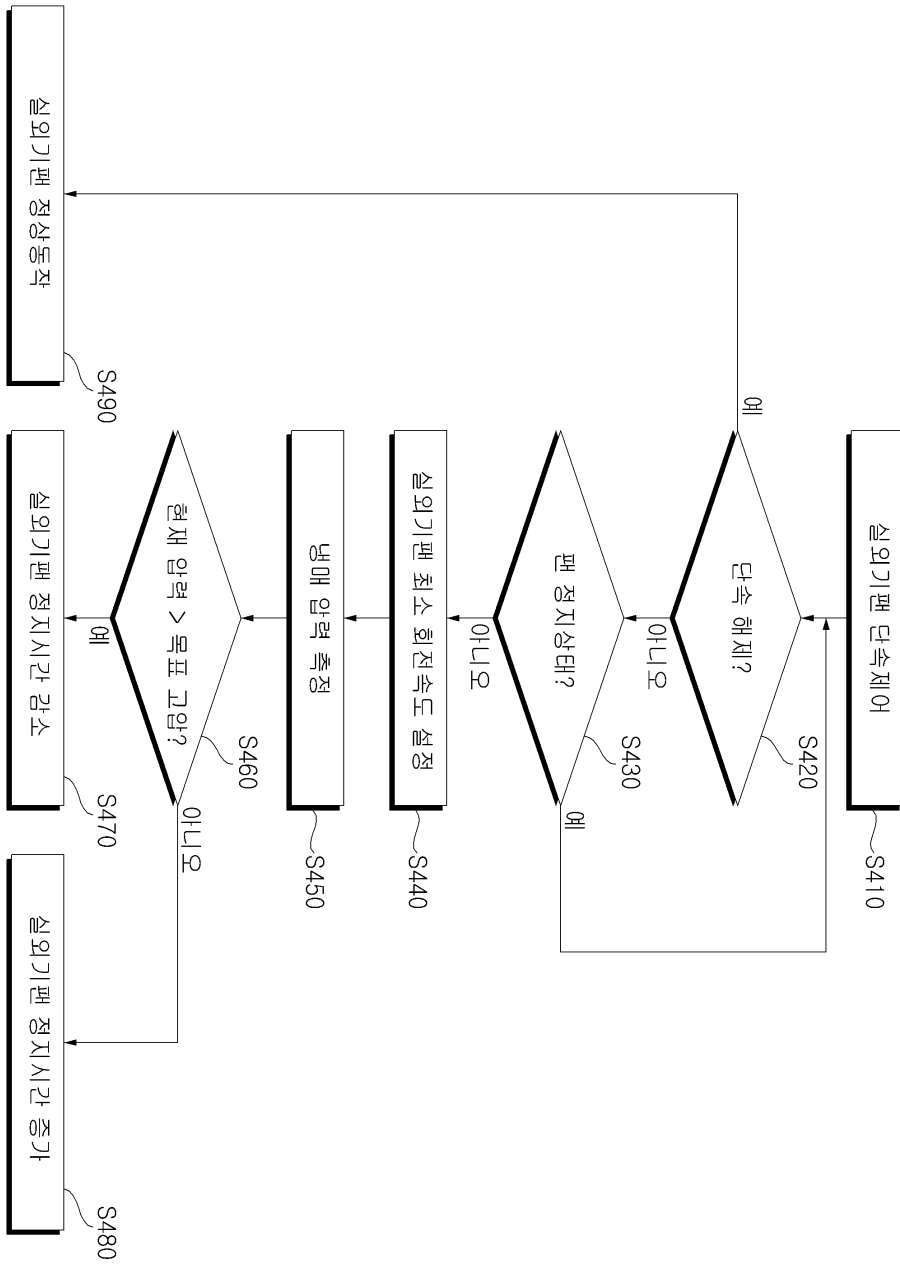 실외기팬 단속제어
S410
단속 해제?
S420
예
아니오
팬 정지상태?
S430
예
아니오
실외기팬 최소 회전속도 설정
S440
냉매 압력 측정
S450
현재 압력 > 목표 고압?
S460
예
아니오
실외기팬 정상동작
S490
실외기팬 정지시간 감소
S470
실외기팬 정지시간 증가
S480